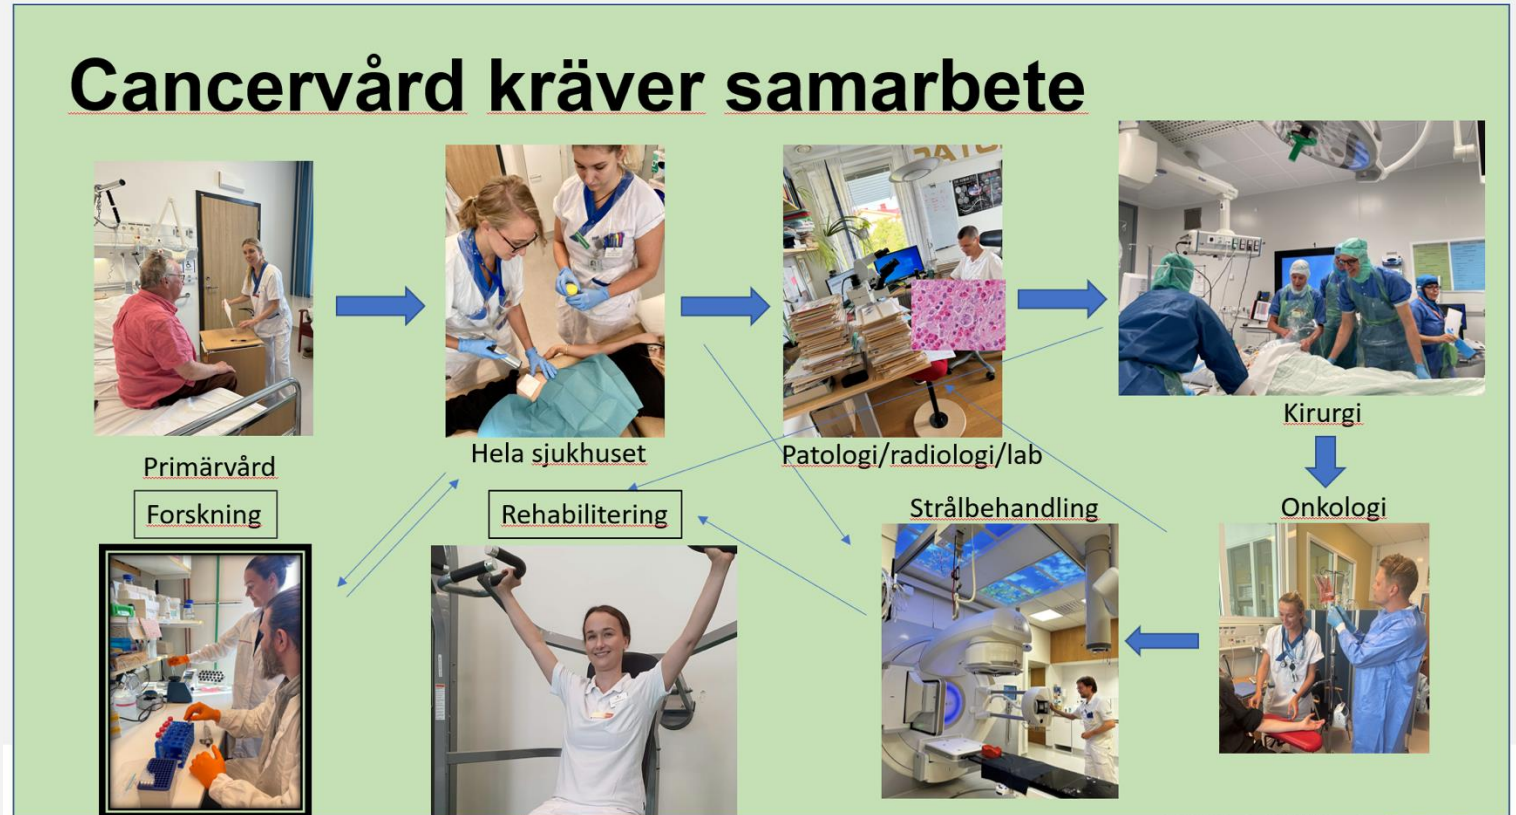 Cancervård kräver samarbete
Primärvård
Hela sjukhuset
Patologi/radiologi/lab
Kirurgi
Forskning
Rehabilitering
Strålbehandling
Onkologi